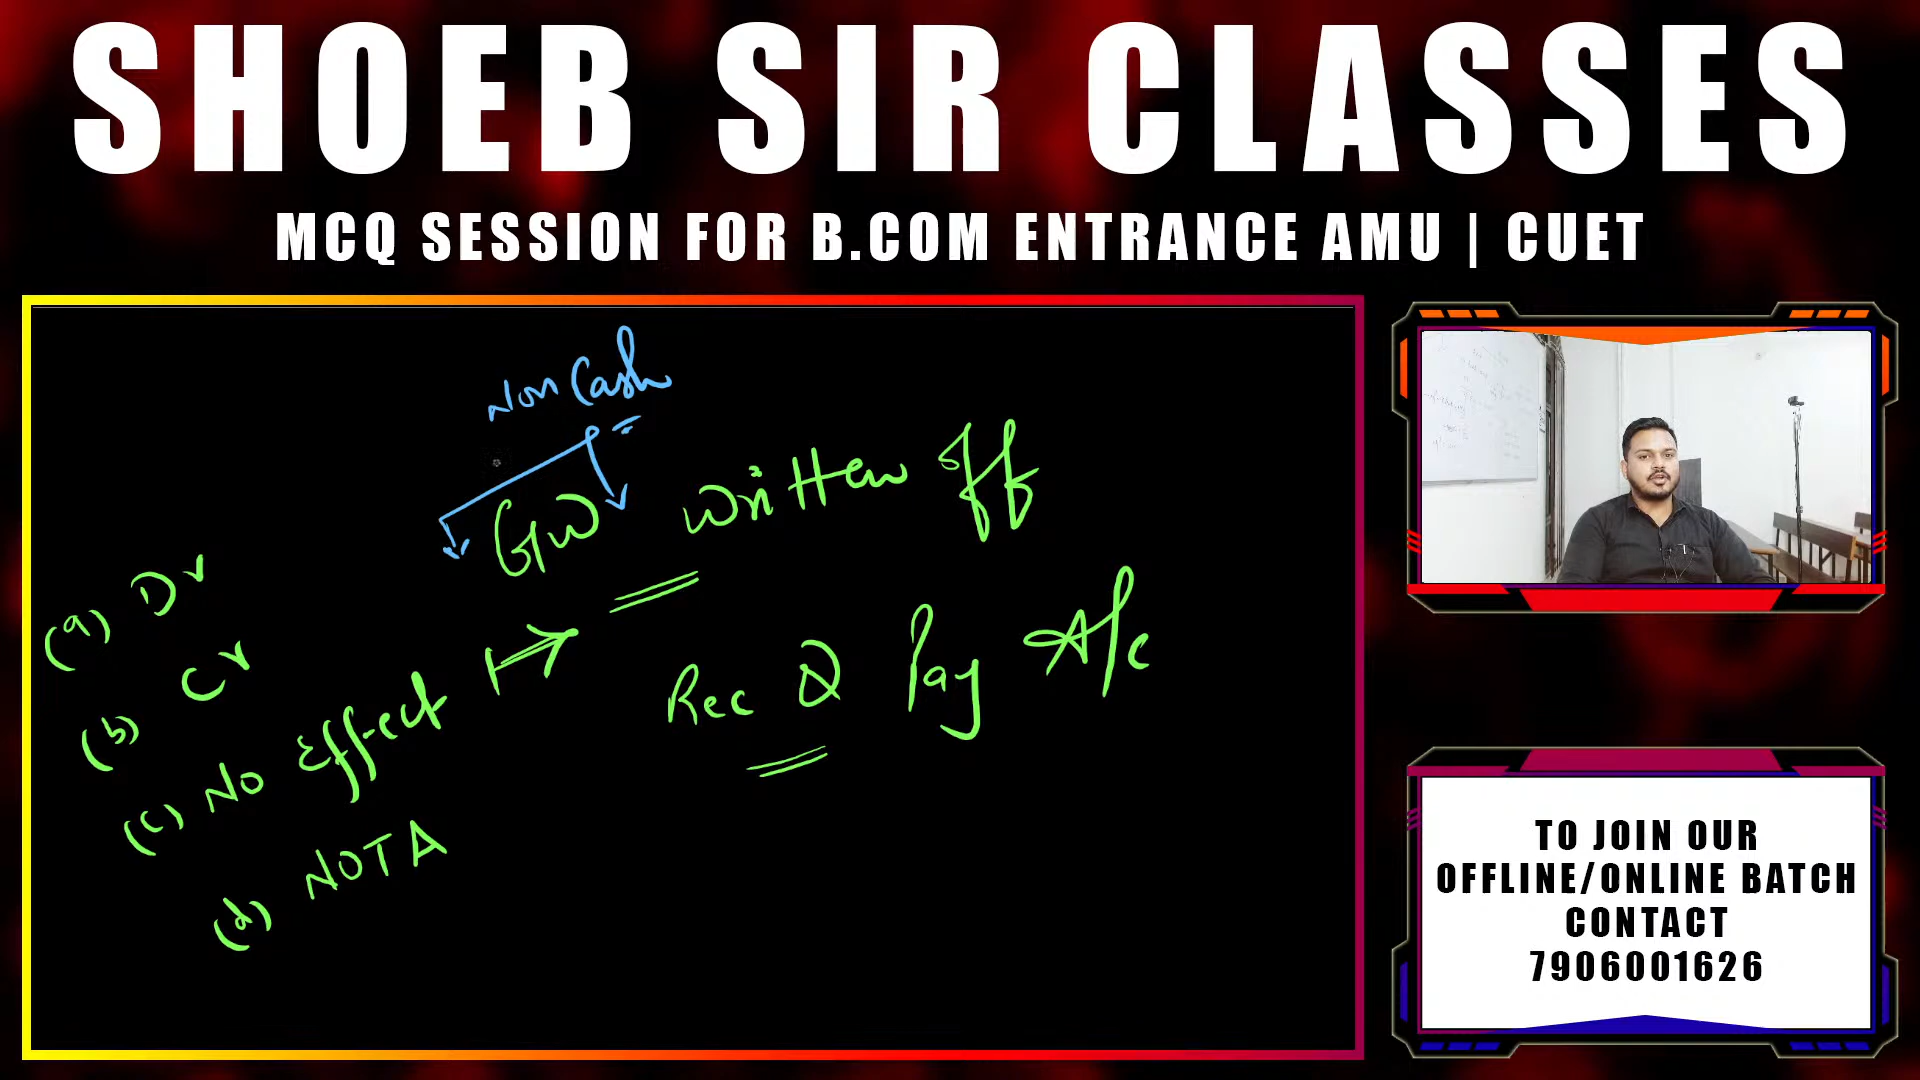 SHOEB SIR CLASSES
MCQ SESSION FOR B.COM ENTRANCE AMU | CUET
Non Cash
GW written off
Rec & Pay A/c
(a) Dr
(b) Cr
(c) No Effect
(d) NOTA
TO JOIN OUR
OFFLINE/ONLINE BATCH
CONTACT
7906001626